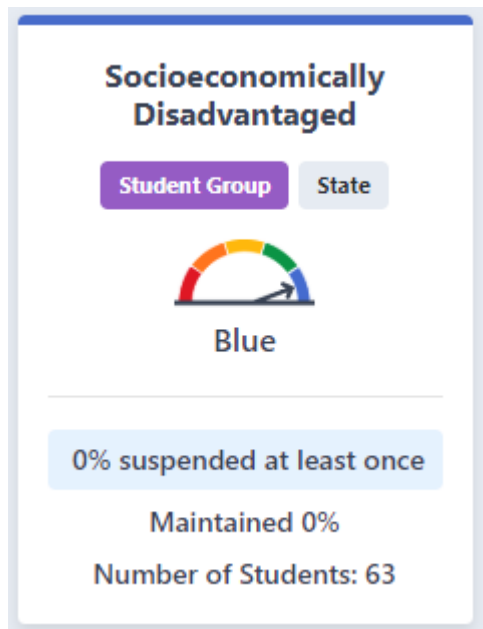 Socioeconomically
Disadvantaged
Student Group State
Blue
0% suspended at least once
Maintained 0%
Number of Students: 63